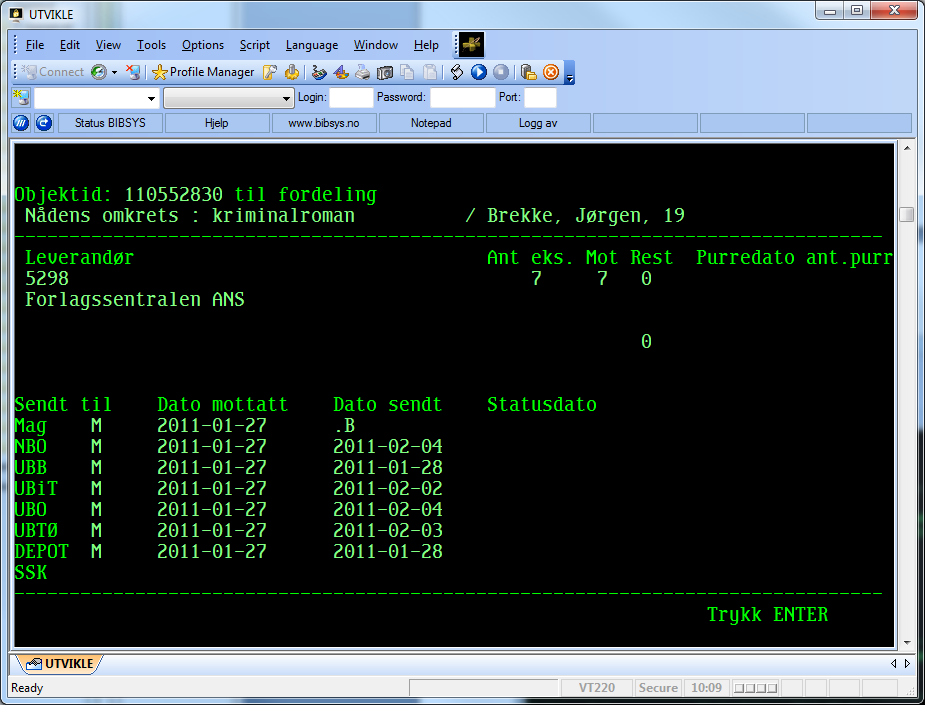 UTVIKLE
File Edit View Tools Options Script Language Window Help
Connect Profile Manager
Login: Password: Port:
Status BIBSYS Hjelp www.bibsys.no Notepad Logg av
Objektid: 110552830 til fordeling
Nådens omkrets : kriminalroman / Brekke, Jørgen, 19
Leverandør Ant eks. Mot Rest Purredato ant.purr
5298 7 7 0
Forlagssentralen ANS
0
Sendt til Dato mottatt Dato sendt Statusdato
Mag M 2011-01-27 .B
NBO M 2011-01-27 2011-02-04
UBB M 2011-01-27 2011-01-28
UBiT M 2011-01-27 2011-02-02
UBO M 2011-01-27 2011-02-04
UBTØ M 2011-01-27 2011-02-03
DEPOT M 2011-01-27 2011-01-28
SSK
Trykk ENTER
UTVIKLE
Ready VT220 Secure 10:09